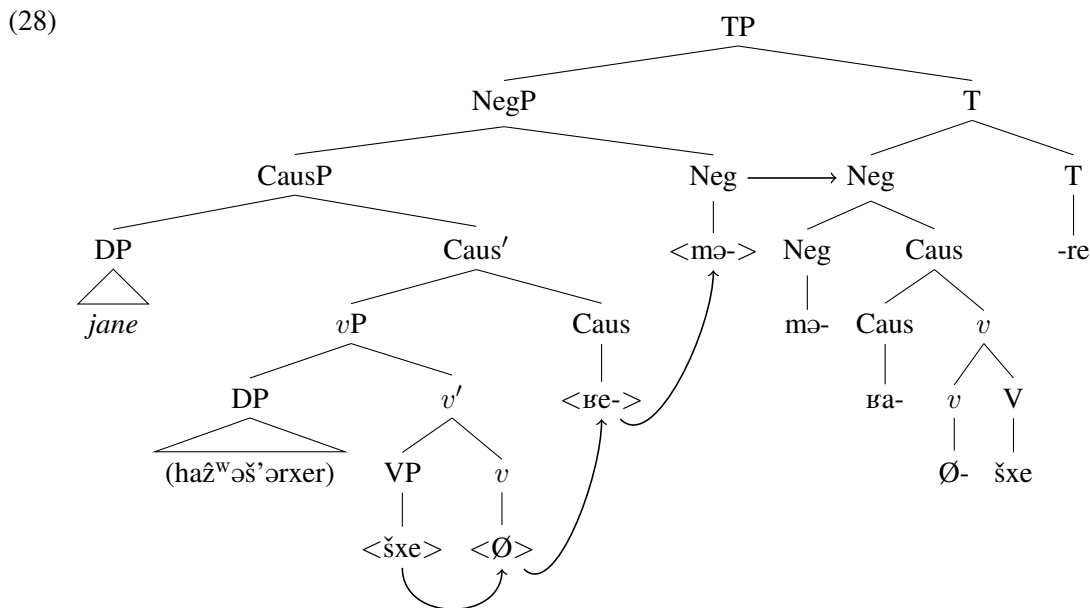 (28)
TP
NegP T
CausP Neg Neg T
DP Caus′ <mə-> Neg Caus -re
jane vP Caus mə- Caus v
DP v′ <ʁe-> ʁa- v V
(haẑʷəš’ərxer) VP v Ø- šxe
<šxe> <Ø>